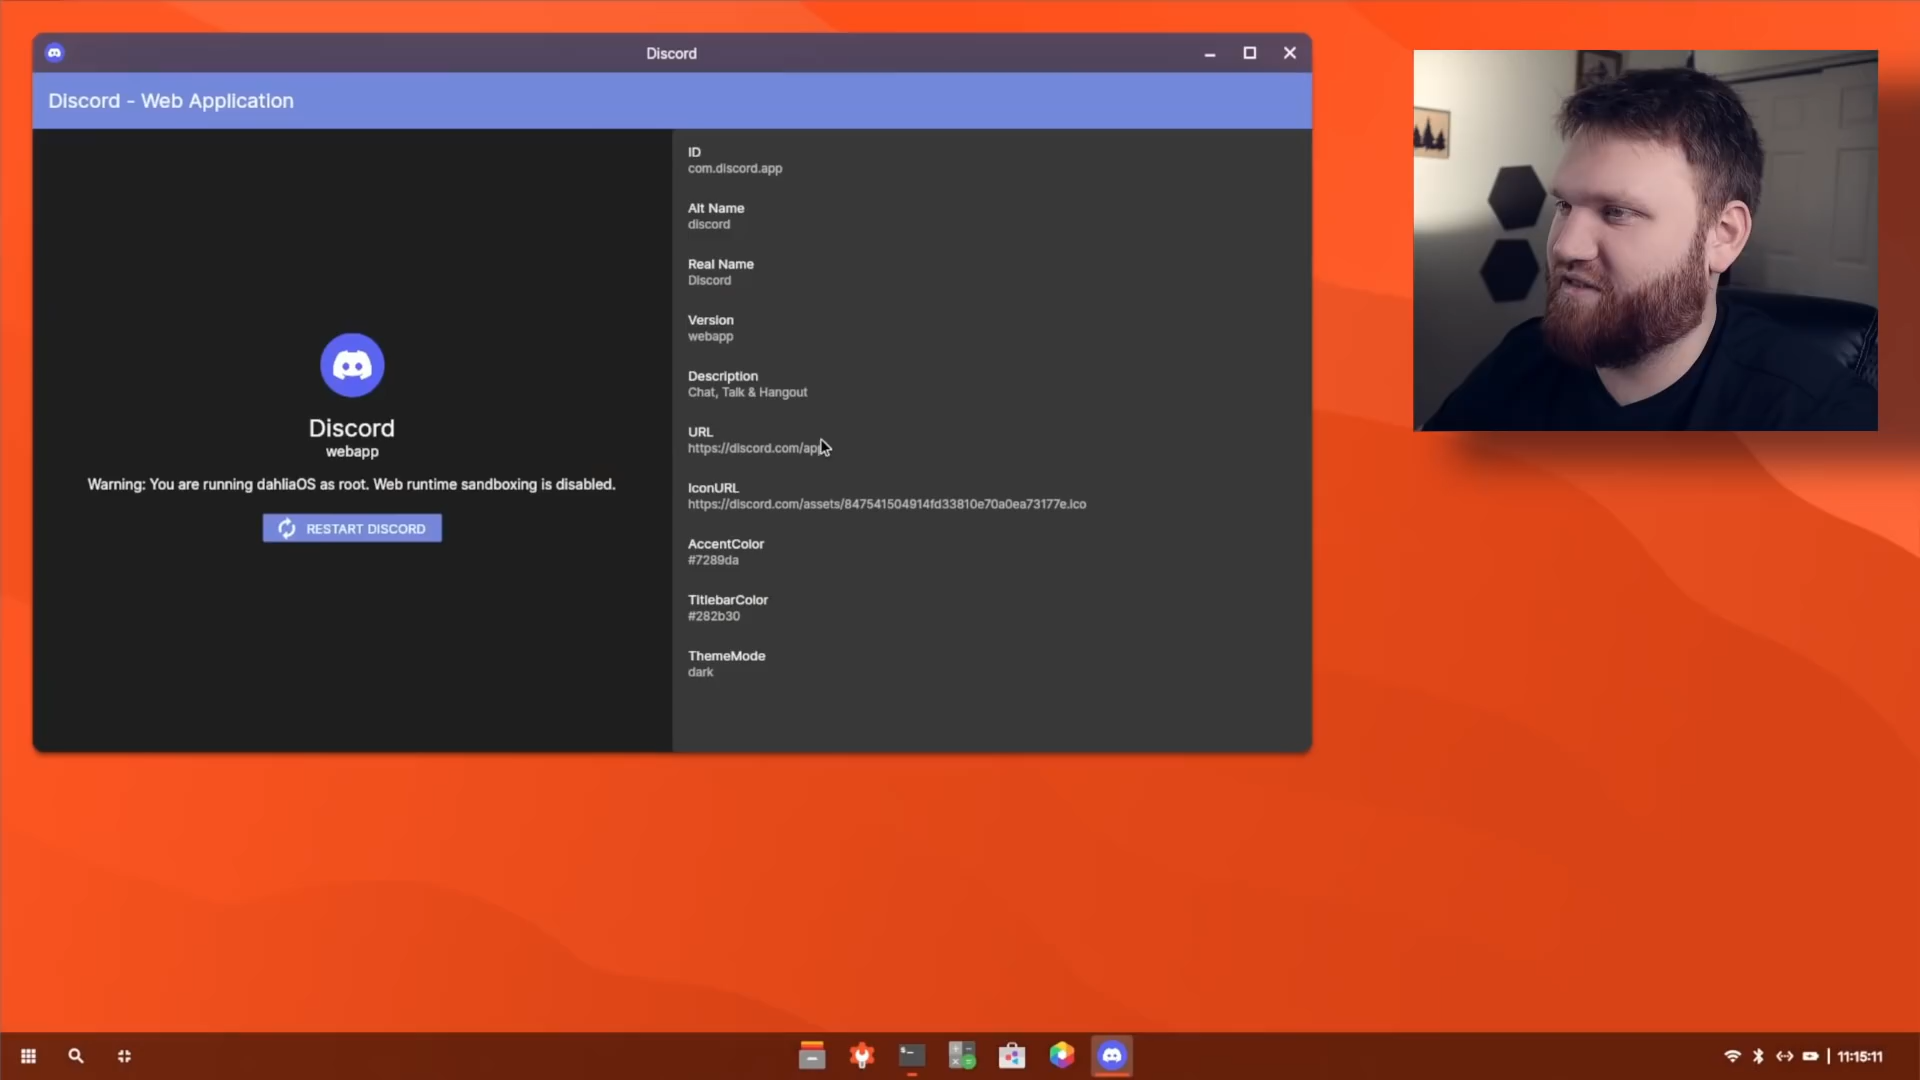 Discord
Discord - Web Application
Discord
webapp
Warning: You are running dahliaOS as root. Web runtime sandboxing is disabled.
RESTART DISCORD
ID
com.discord.app
Alt Name
discord
Real Name
Discord
Version
webapp
Description
Chat, Talk & Hangout
URL
https://discord.com/app
IconURL
https://discord.com/assets/847541504914fd33810e70a0ea73177e.ico
AccentColor
#7289da
TitlebarColor
#282b30
ThemeMode
dark
11:15:11